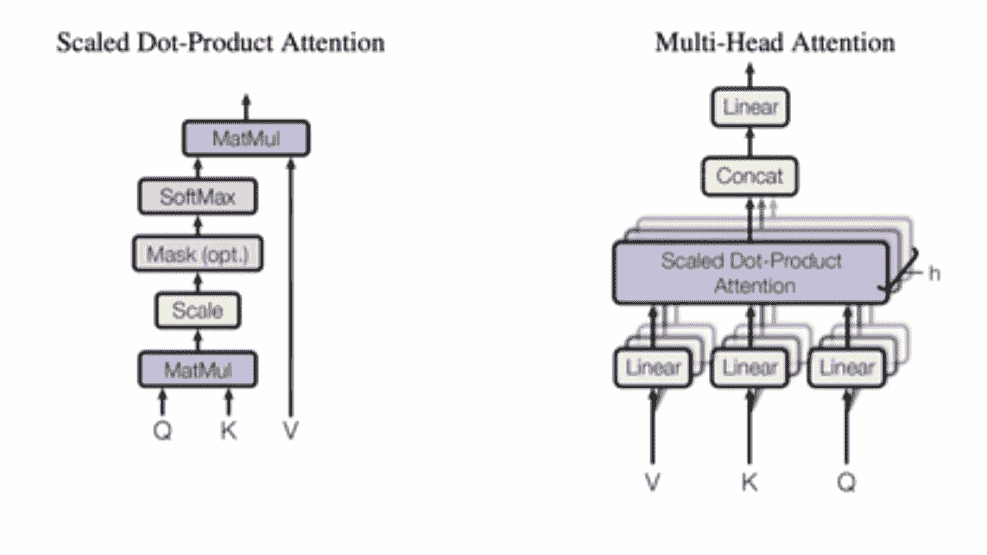 Scaled Dot-Product Attention
MatMul
SoftMax
Mask (opt.)
Scale
MatMul
Q K V
Multi-Head Attention
Linear
Concat
Scaled Dot-Product
Attention
h
Linear Linear Linear
V K Q